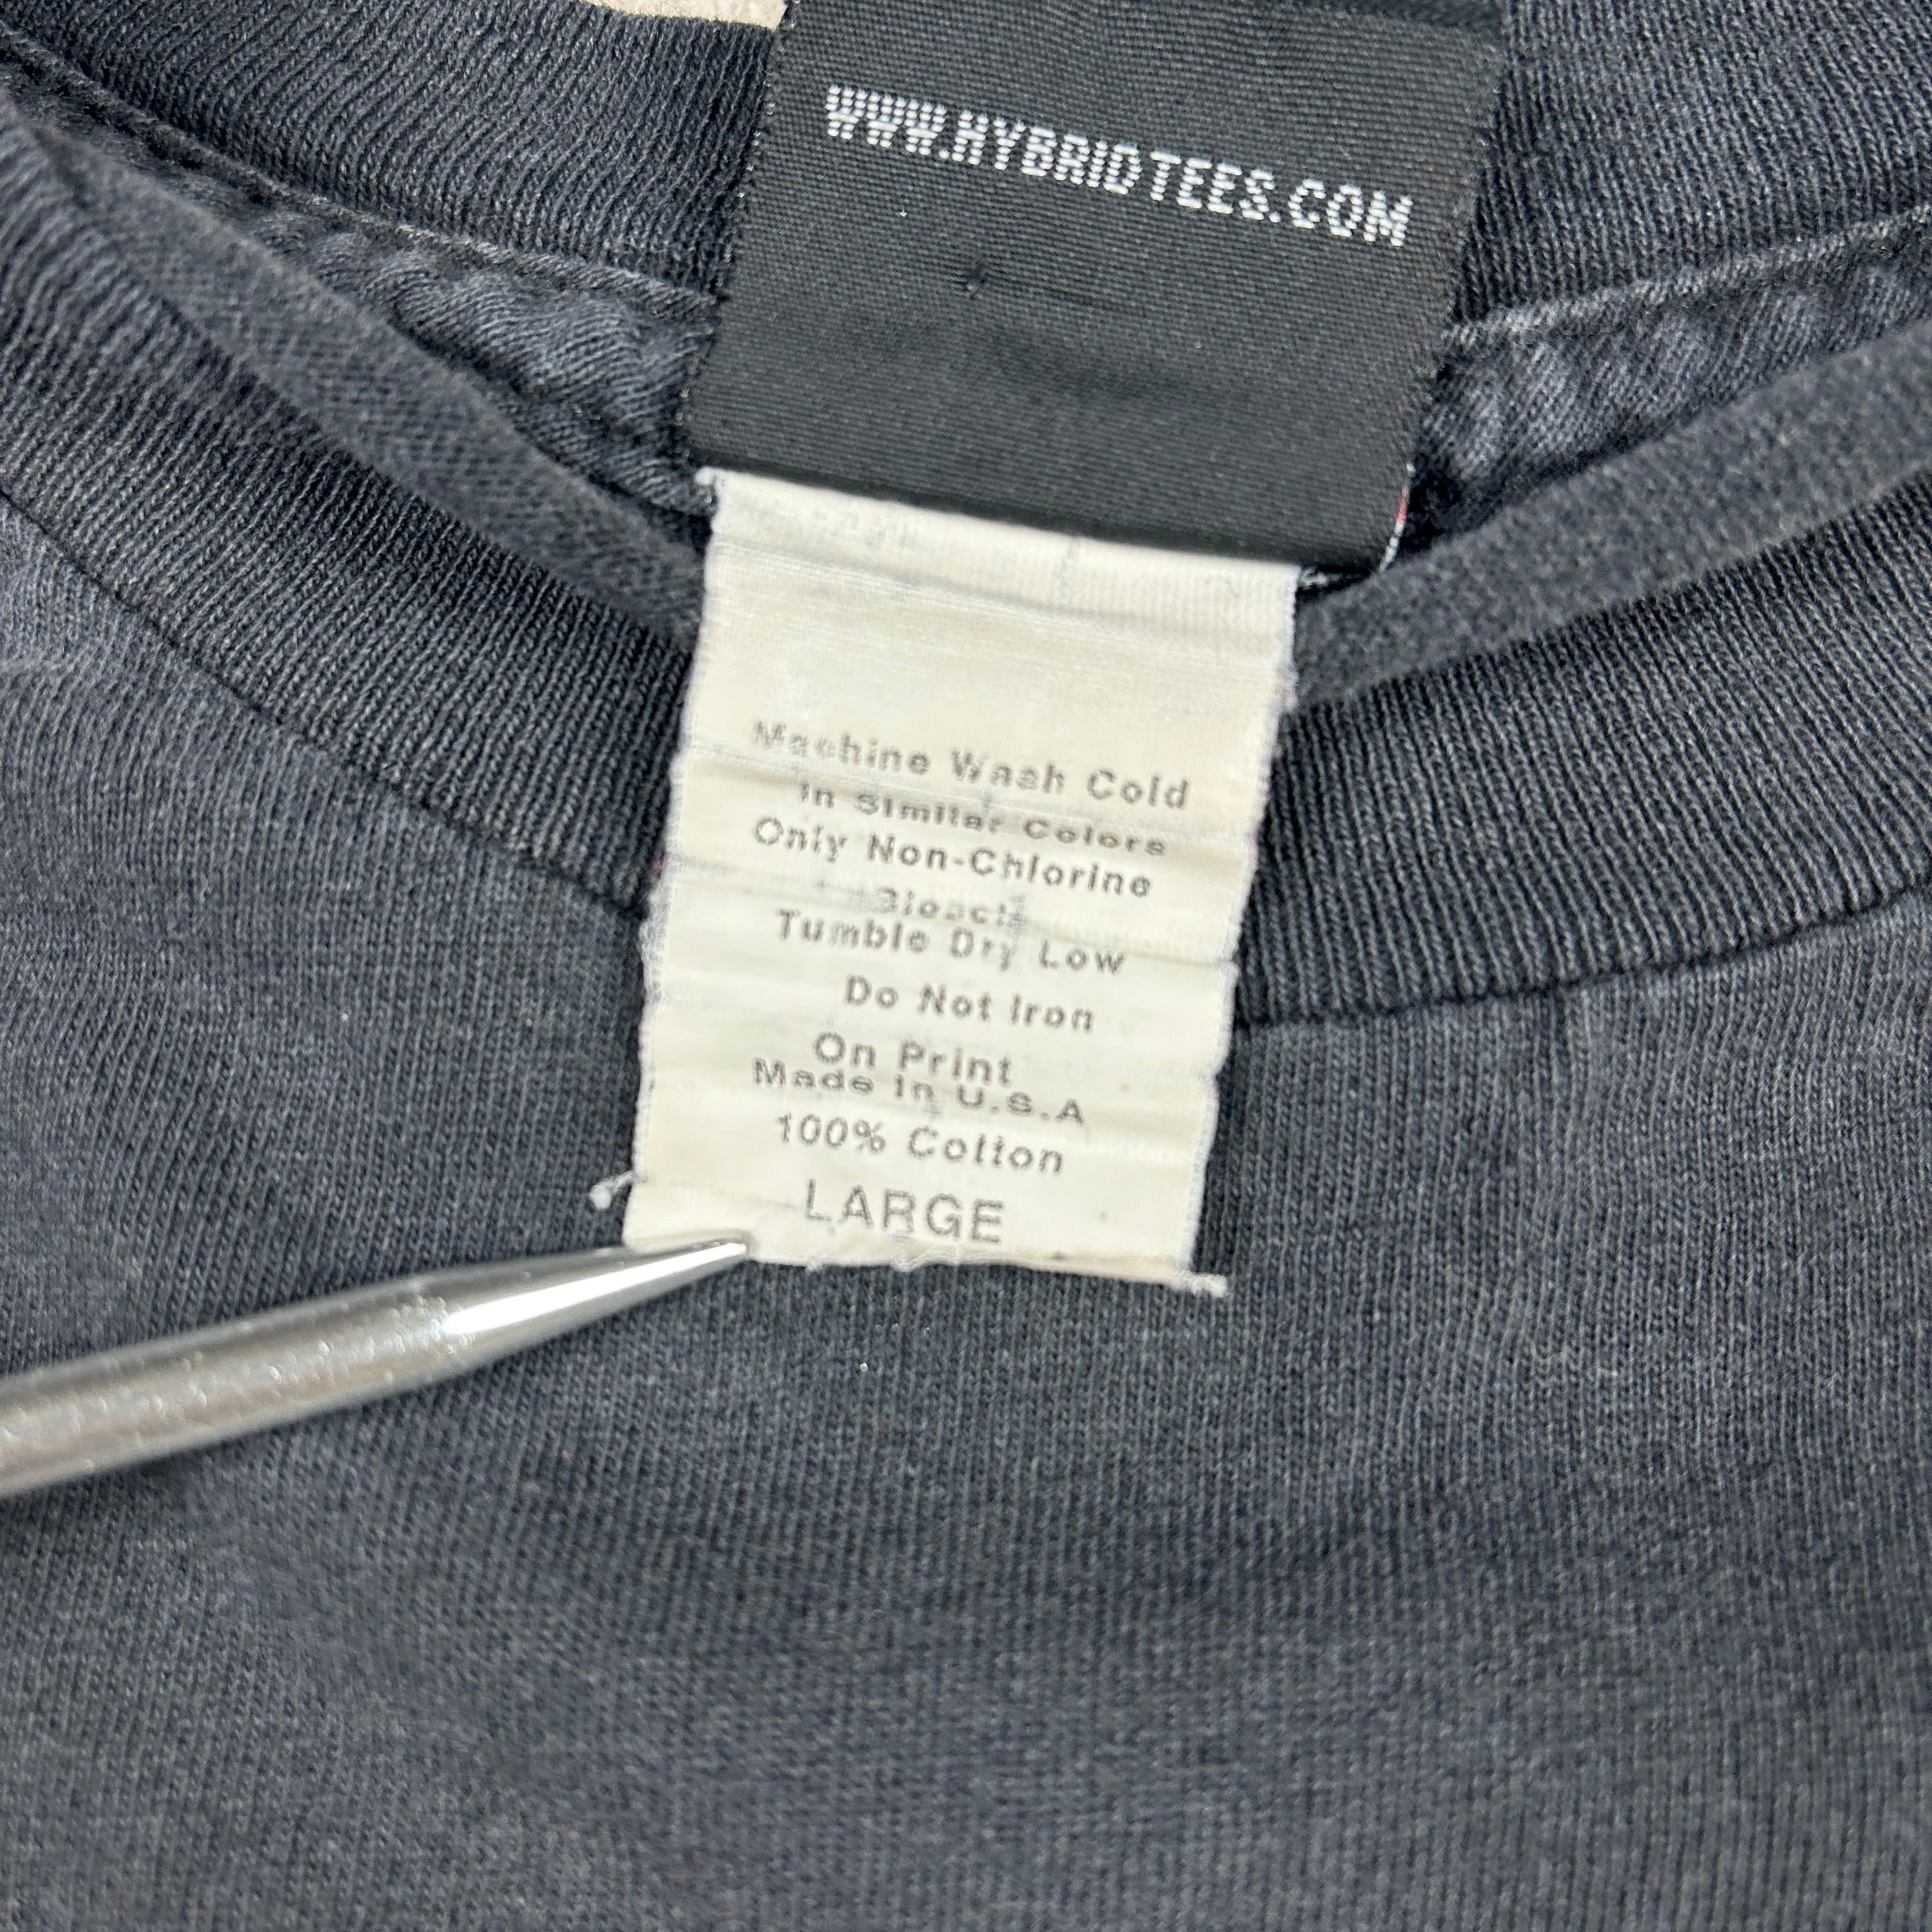 WWW.HYBRIDTEES.COM
Machine Wash Cold
In Similar Colors
Only Non-Chlorine
Bleach
Tumble Dry Low
Do Not Iron
On Print
Made In U.S.A
100% Cotton
LARGE